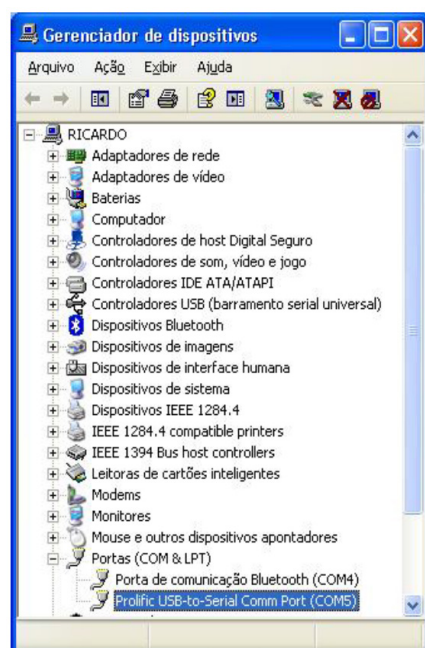 Gerenciador de dispositivos
Arquivo Ação Exibir Ajuda
RICARDO
Adaptadores de rede
Adaptadores de vídeo
Baterias
Computador
Controladores de host Digital Seguro
Controladores de som, vídeo e jogo
Controladores IDE ATA/ATAPI
Controladores USB (barramento serial universal)
Dispositivos Bluetooth
Dispositivos de imagens
Dispositivos de interface humana
Dispositivos de sistema
Dispositivos IEEE 1284.4
IEEE 1284.4 compatible printers
IEEE 1394 Bus host controllers
Leitoras de cartões inteligentes
Modems
Monitores
Mouse e outros dispositivos apontadores
Portas (COM & LPT)
Porta de comunicação Bluetooth (COM4)
Prolific USB-to-Serial Comm Port (COM5)